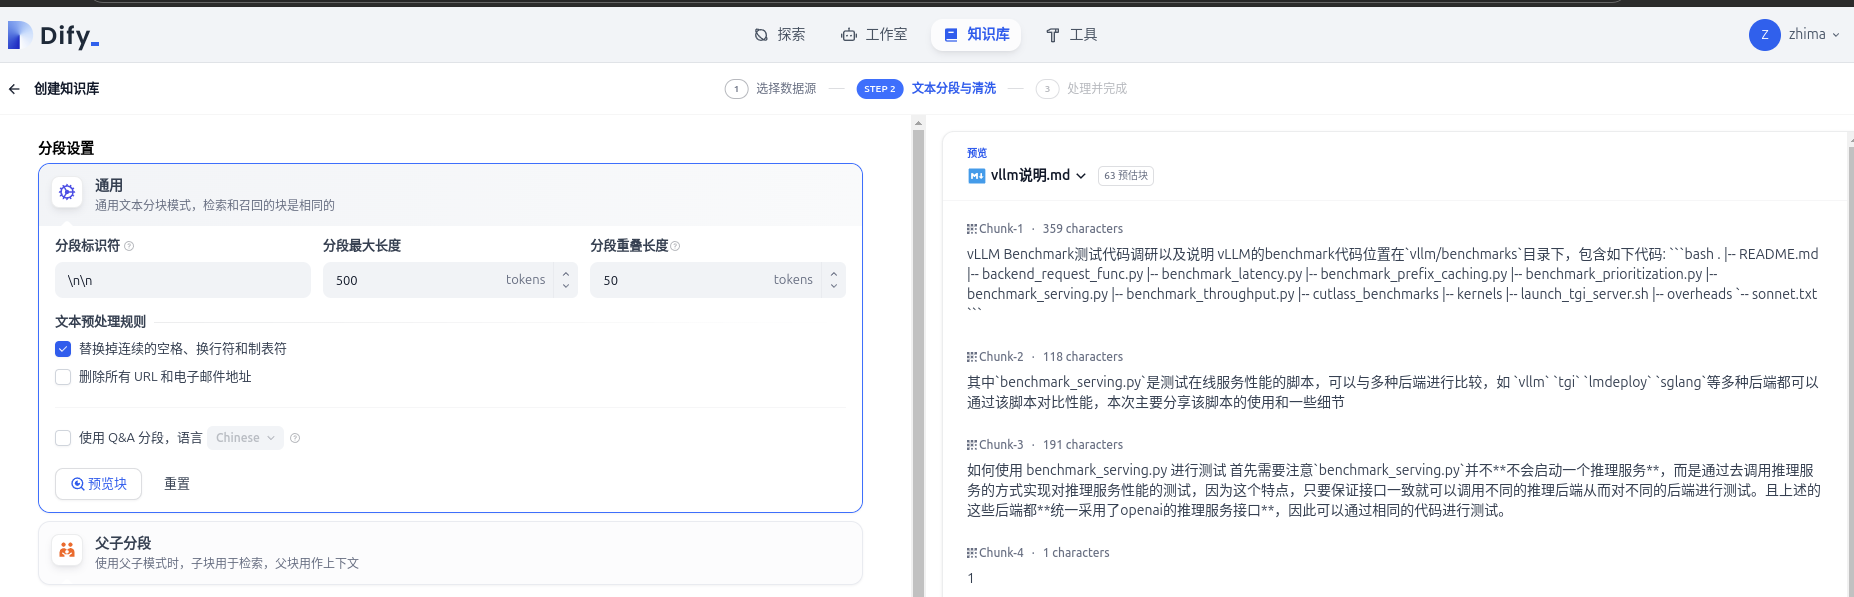 Dify_
探索
工作室
知识库
工具
Z
zhima
创建知识库
1 选择数据源
STEP 2 文本分段与清洗
3 处理并完成
分段设置
通用
通用文本分块模式，检索和召回的块是相同的
分段标识符 分段最大长度 分段重叠长度
\n\n 500 tokens 50 tokens
文本预处理规则
替换掉连续的空格、换行符和制表符
删除所有 URL 和电子邮件地址
使用 Q&A 分段，语言 Chinese
预览块 重置
父子分段
使用父子模式时，子块用于检索，父块用作上下文
预览
vllm说明.md 63 预估块
Chunk-1 · 359 characters
vLLM Benchmark测试代码调研以及说明 vLLM的benchmark代码位置在`vllm/benchmarks`目录下，包含如下代码: ```bash . |-- README.md
|-- backend_request_func.py |-- benchmark_latency.py |-- benchmark_prefix_caching.py |-- benchmark_prioritization.py |--
benchmark_serving.py |-- benchmark_throughput.py |-- cutlass_benchmarks |-- kernels |-- launch_tgi_server.sh |-- overheads `-- sonnet.txt
```
Chunk-2 · 118 characters
其中`benchmark_serving.py`是测试在线服务性能的脚本，可以与多种后端进行比较，如 `vllm` `tgi` `lmdeploy` `sglang`等多种后端都可以
通过该脚本对比性能，本次主要分享该脚本的使用和一些细节
Chunk-3 · 191 characters
如何使用 benchmark_serving.py 进行测试 首先需要注意`benchmark_serving.py`并不**不会启动一个推理服务**，而是通过去调用推理服
务的方式实现对推理服务性能的测试，因为这个特点，只要保证接口一致就可以调用不同的推理后端从而对不同的后端进行测试。且上述的
这些后端都**统一采用了openai的推理服务接口**，因此可以通过相同的代码进行测试。
Chunk-4 · 1 characters
1